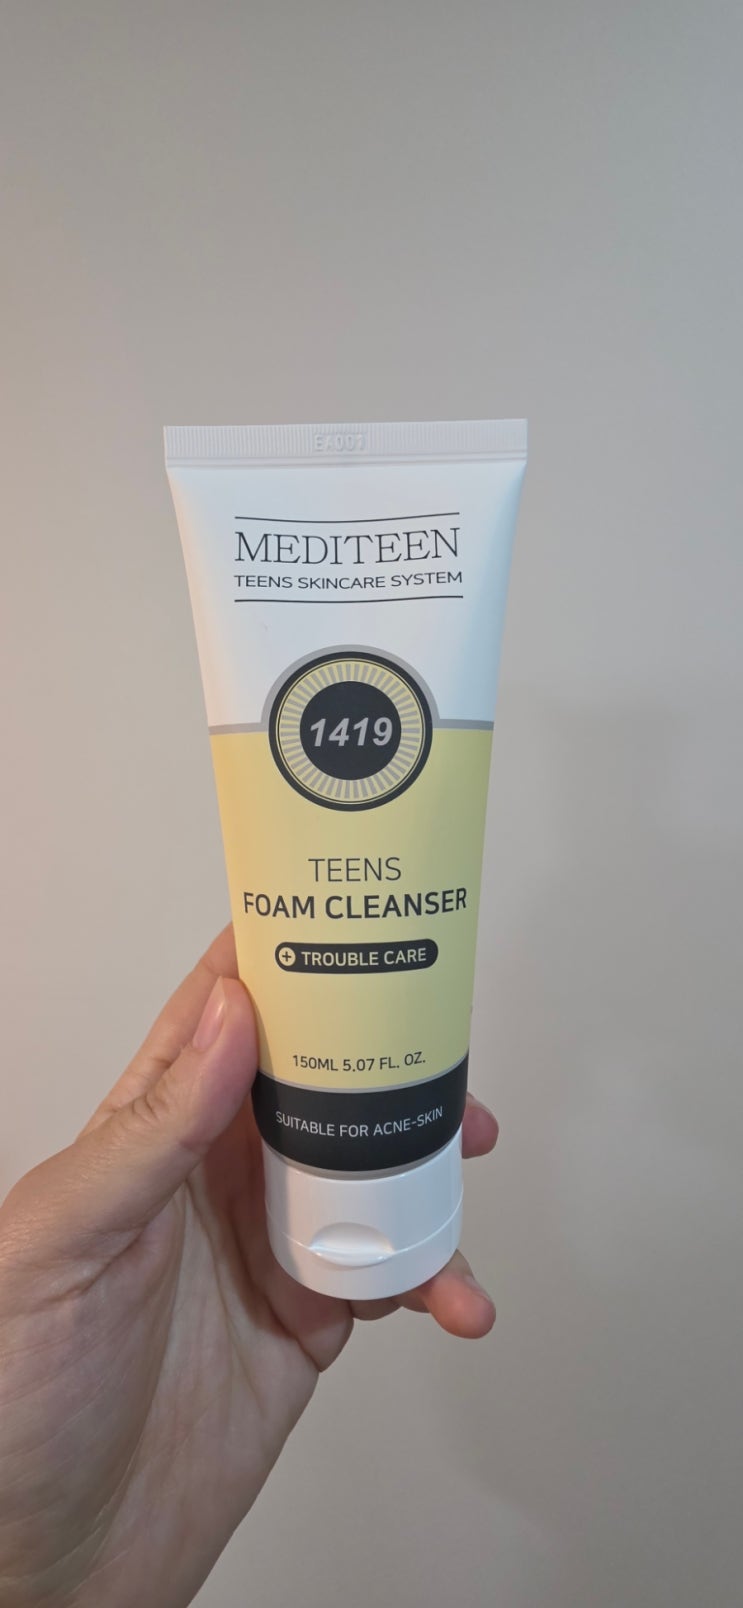 EA001
MEDITEEN
TEENS SKINCARE SYSTEM
1419
TEENS
FOAM CLEANSER
+ TROUBLE CARE
150ML 5.07 FL. OZ.
SUITABLE FOR ACNE-SKIN